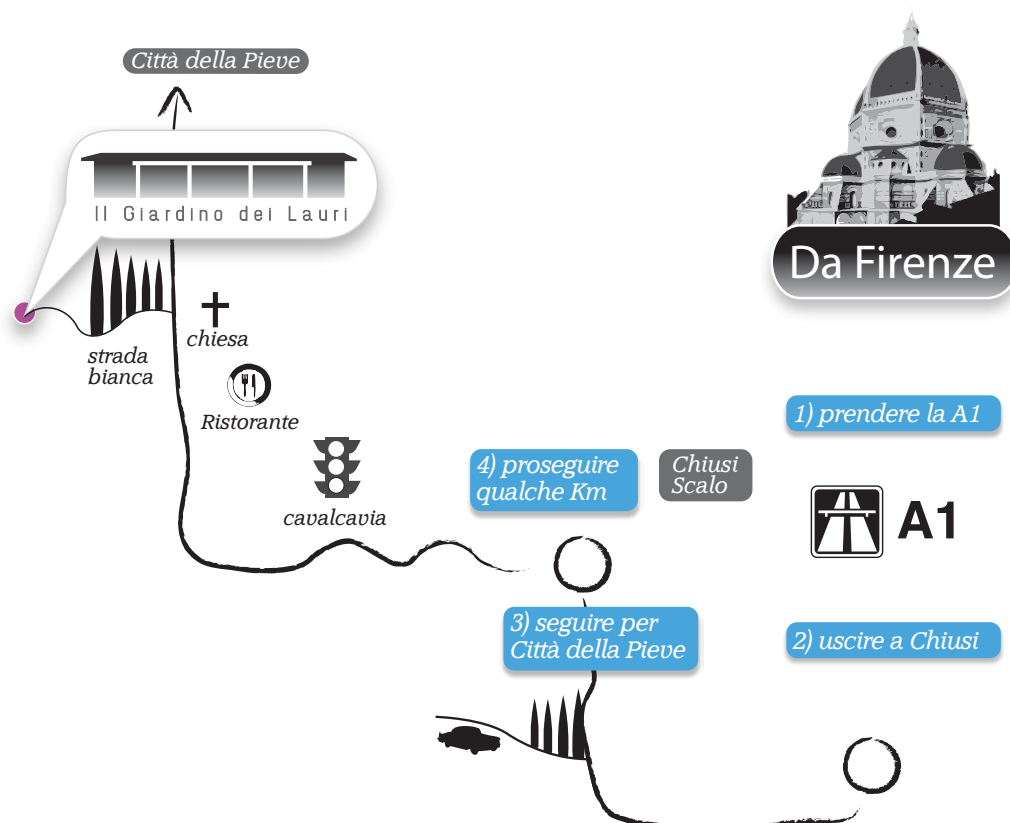 Città della Pieve
Il Giardino dei Lauri
Da Firenze
chiesa
strada
bianca
Ristorante
cavalcavia
1) prendere la A1
A1
4) proseguire
qualche Km
Chiusi
Scalo
3) seguire per
Città della Pieve
2) uscire a Chiusi